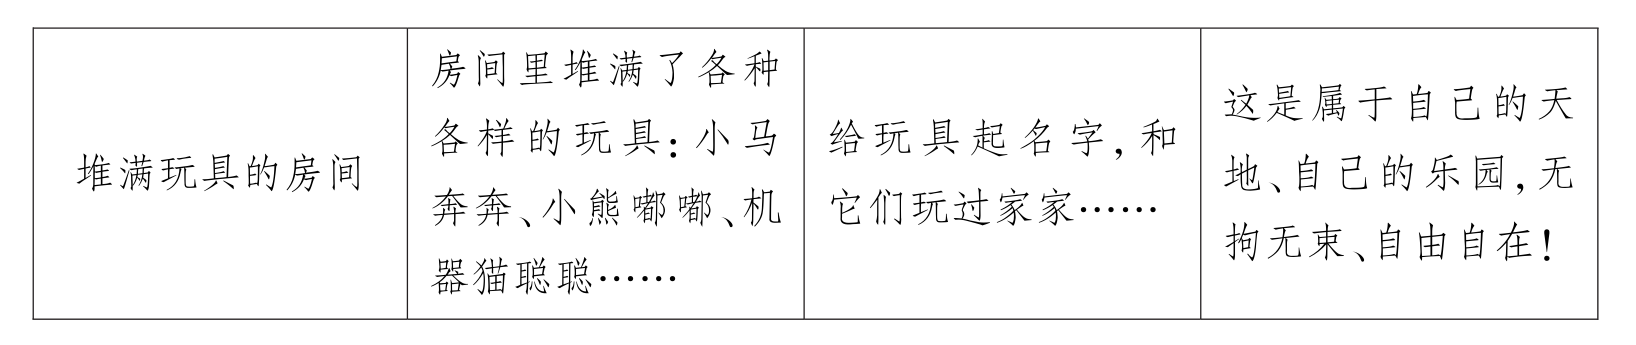 堆满玩具的房间
房间里堆满了各种
各样的玩具:小马
奔奔、小熊嘟嘟、机
器猫聪聪……
给玩具起名字,和
它们玩过家家……
这是属于自己的天
地、自己的乐园,无
拘无束、自由自在!